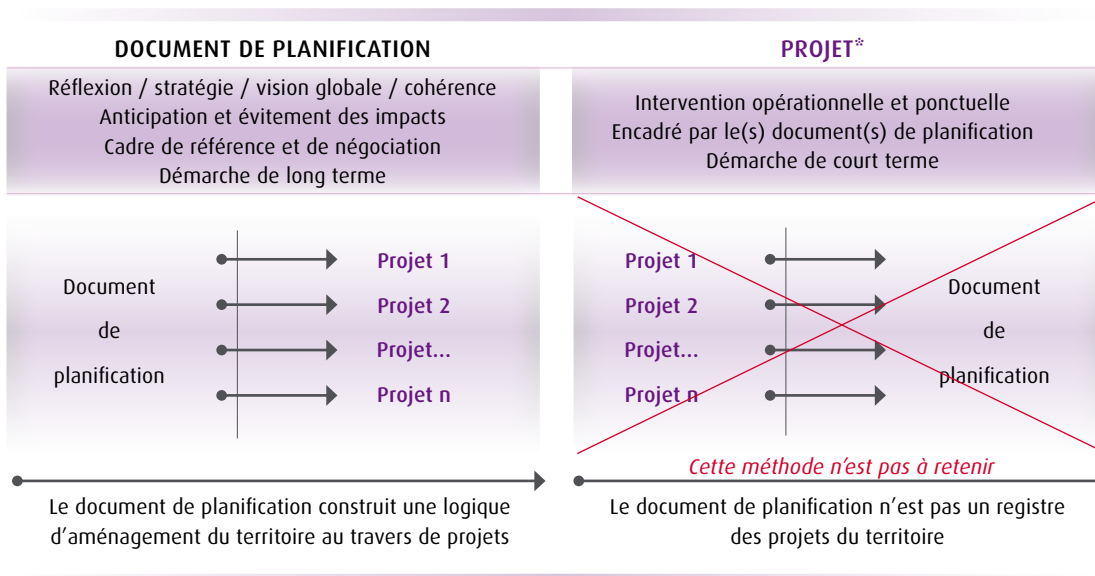 DOCUMENT DE PLANIFICATION
Réflexion / stratégie / vision globale / cohérence
Anticipation et évitement des impacts
Cadre de référence et de négociation
Démarche de long terme
Document
de
planification
Projet 1
Projet 2
Projet...
Projet n
Le document de planification construit une logique
d’aménagement du territoire au travers de projets
PROJET*
Intervention opérationnelle et ponctuelle
Encadré par le(s) document(s) de planification
Démarche de court terme
Projet 1
Projet 2
Projet...
Projet n
Document
de
planification
Cette méthode n’est pas à retenir
Le document de planification n’est pas un registre
des projets du territoire